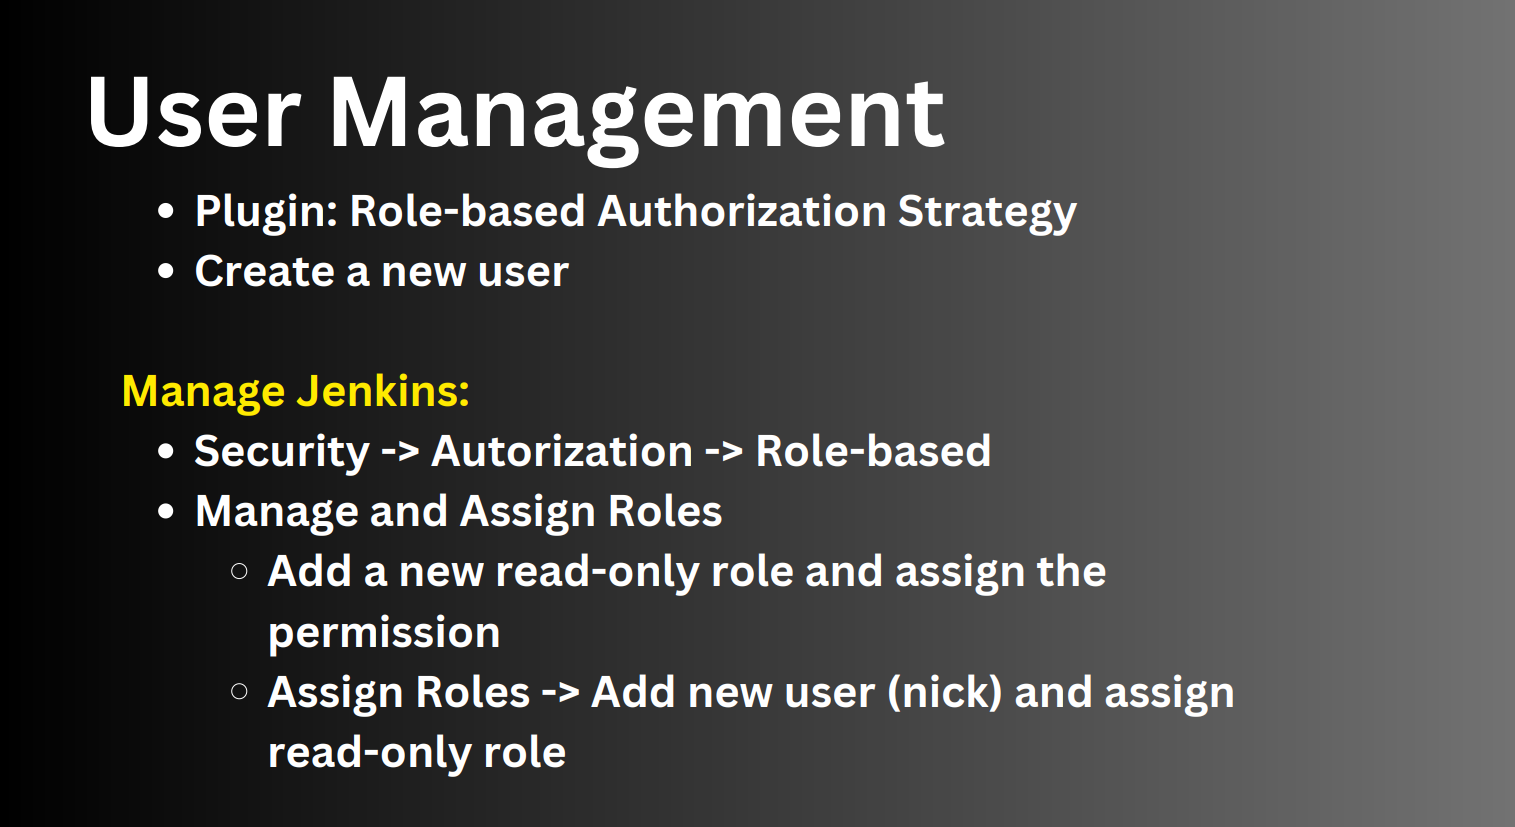 User Management
Plugin: Role-based Authorization Strategy
Create a new user
Manage Jenkins:
Security -> Autorization -> Role-based
Manage and Assign Roles
Add a new read-only role and assign the
permission
Assign Roles -> Add new user (nick) and assign
read-only role